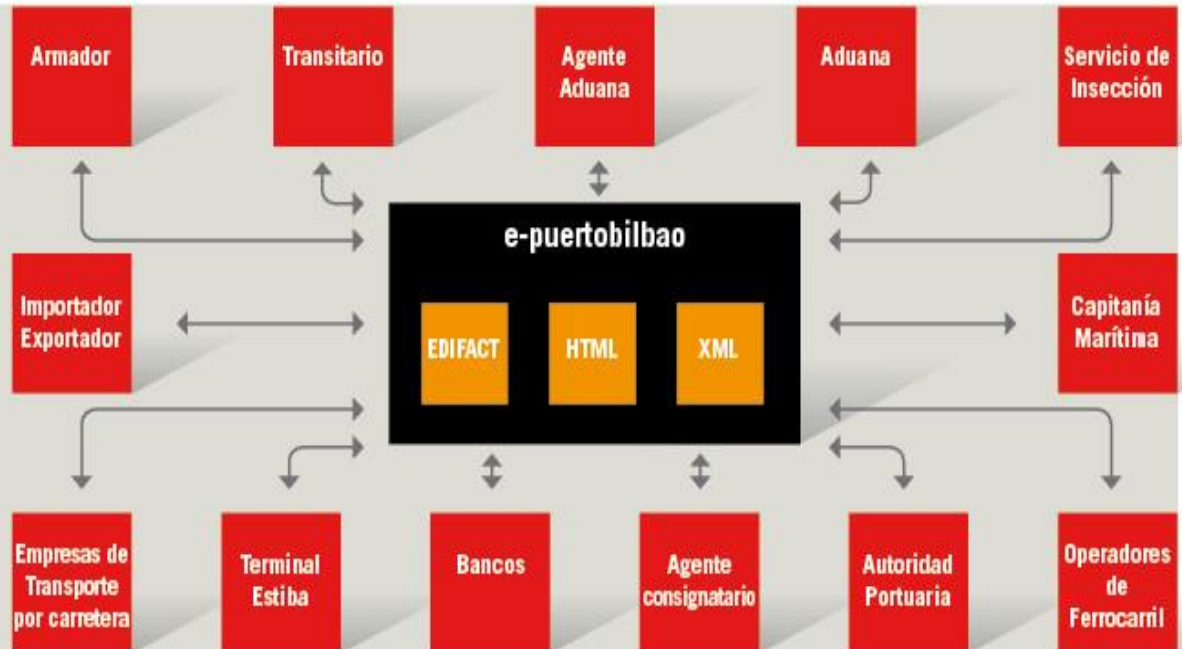 Armador
Transitario
Agente
Aduana
Aduana
Servicio de
Insección
e-puertobilbao
EDIFACT
HTML
XML
Importador
Exportador
Capitanía
Marítima
Empresas de
Transporte
por carretera
Terminal
Estiba
Bancos
Agente
consignatario
Autoridad
Portuaria
Operadores
de
Ferrocarril